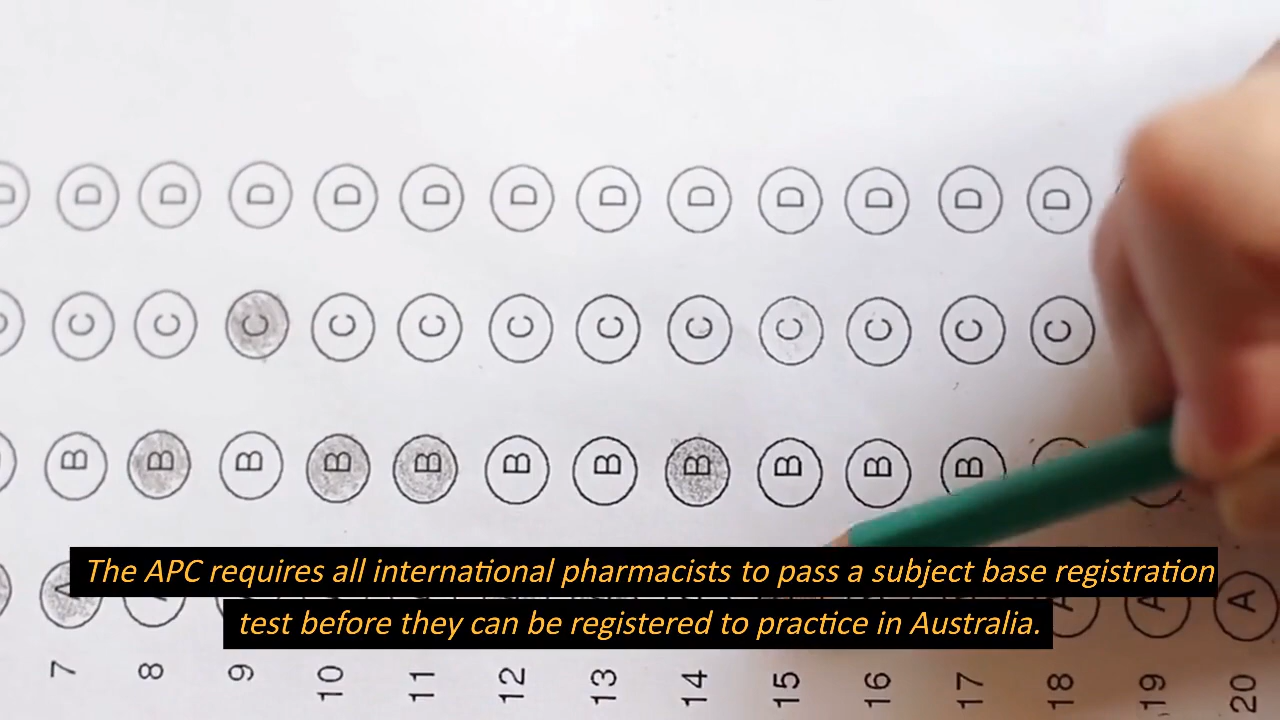 D D D D D D D D D D D D D
C C C C C C C C C C C C
B B B B B B B B B B B
The APC requires all international pharmacists to pass a subject base registration
test before they can be registered to practice in Australia.
A A A
7 8 9 10 11 12 13 14 15 16 17 18 19 20